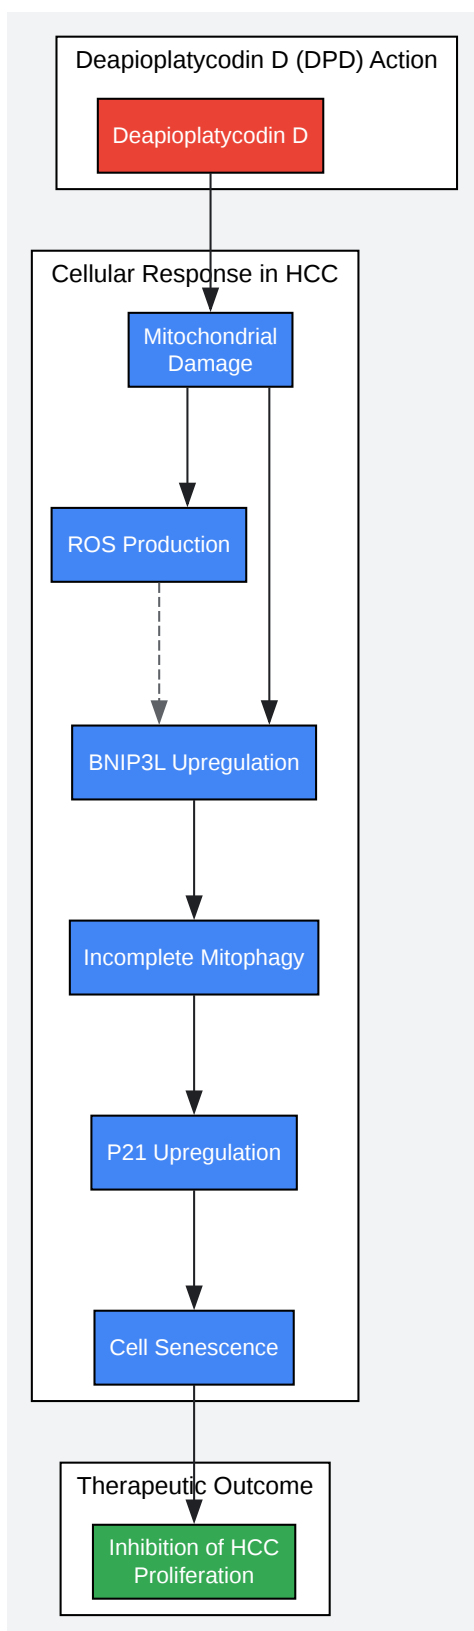 Deapioplatycodin D (DPD) Action
Deapioplatycodin D
Cellular Response in HCC
Mitochondrial
Damage
ROS Production
BNIP3L Upregulation
Incomplete Mitophagy
P21 Upregulation
Cell Senescence
Therapeutic Outcome
Inhibition of HCC
Proliferation